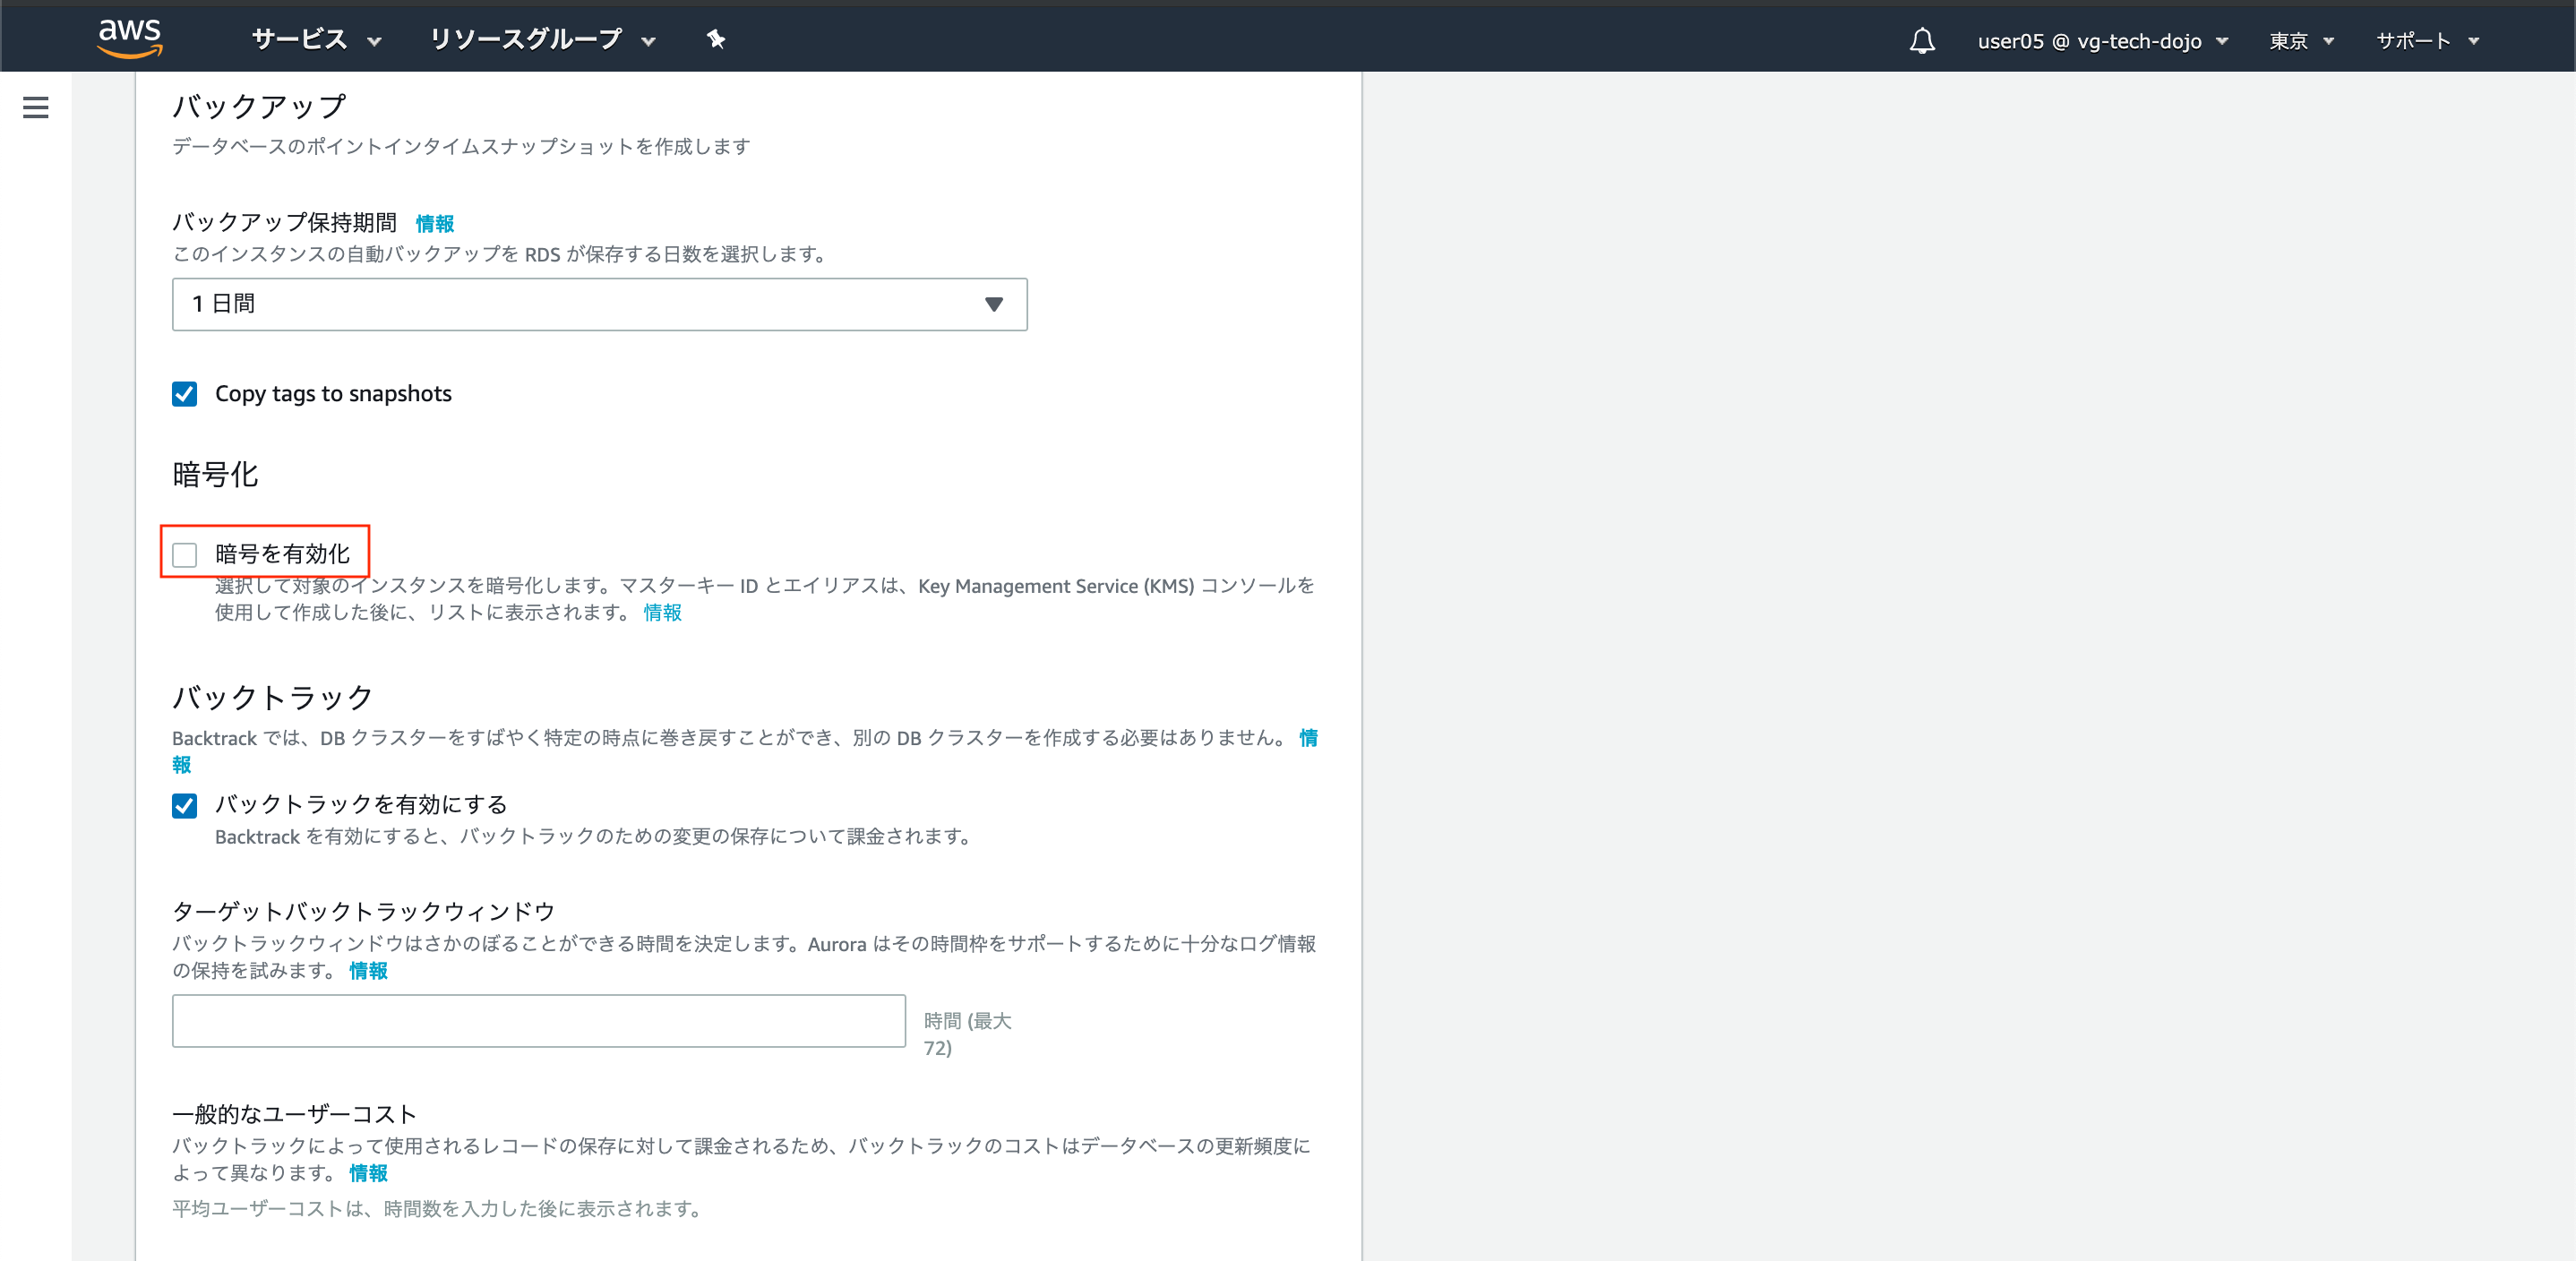 aws サービス リソースグループ user05 @ vg-tech-dojo 東京 サポート
バックアップ
データベースのポイントインタイムスナップショットを作成します
バックアップ保持期間 情報
このインスタンスの自動バックアップを RDS が保存する日数を選択します。
1 日間
Copy tags to snapshots
暗号化
暗号を有効化
選択して対象のインスタンスを暗号化します。マスターキー ID とエイリアスは、Key Management Service (KMS) コンソールを
使用して作成した後に、リストに表示されます。 情報
バックトラック
Backtrack では、DB クラスターをすばやく特定の時点に巻き戻すことができ、別の DB クラスターを作成する必要はありません。 情
報
バックトラックを有効にする
Backtrack を有効にすると、バックトラックのための変更の保存について課金されます。
ターゲットバックトラックウィンドウ
バックトラックウィンドウはさかのぼることができる時間を決定します。Aurora はその時間枠をサポートするために十分なログ情報
の保持を試みます。 情報
時間 (最大
72)
一般的なユーザーコスト
バックトラックによって使用されるレコードの保存に対して課金されるため、バックトラックのコストはデータベースの更新頻度に
よって異なります。 情報
平均ユーザーコストは、時間数を入力した後に表示されます。